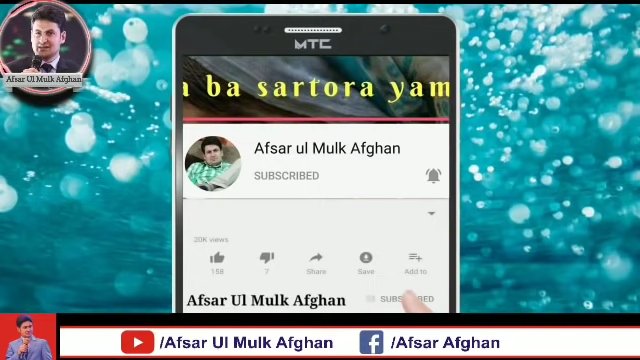 Afsar Ul Mulk Afghan
MTC
a ba sartora yam
Afsar ul Mulk Afghan
SUBSCRIBED
20K views
158
7
Share
Save
Add to
Afsar Ul Mulk Afghan
SUBSCRIBED
/Afsar Ul Mulk Afghan
/Afsar Afghan